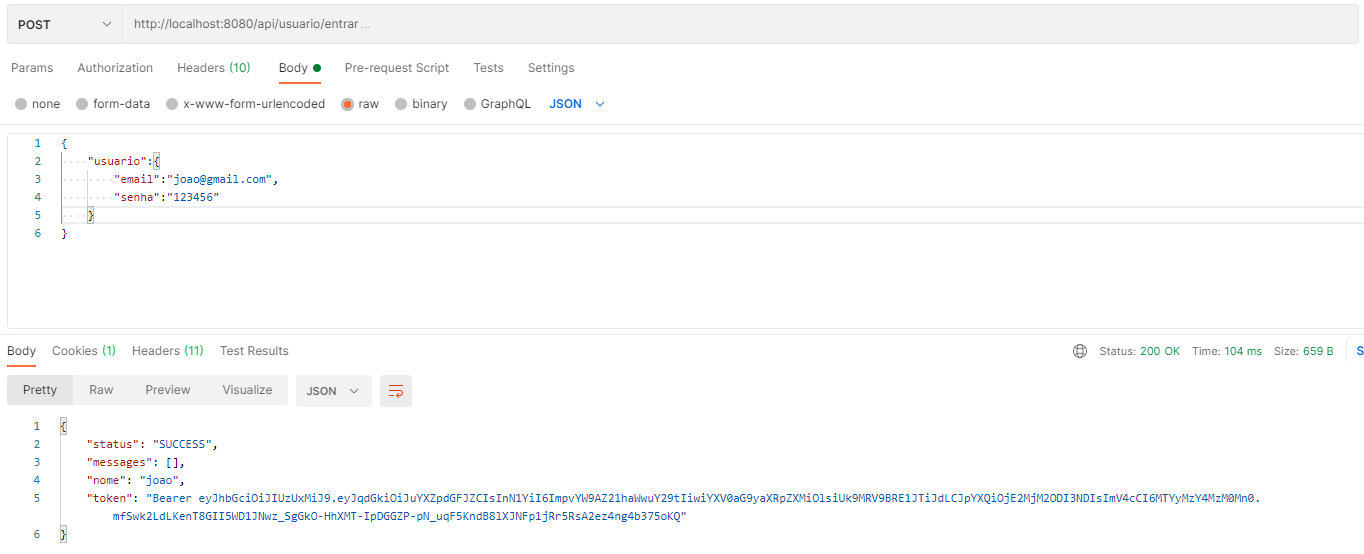 POST http://localhost:8080/api/usuario/entrar ...
Params Authorization Headers (10) Body Pre-request Script Tests Settings
none form-data x-www-form-urlencoded raw binary GraphQL JSON
1 {
2 "usuario":{
3 "email":"joao@gmail.com",
4 "senha":"123456"
5 }
6 }
Body Cookies (1) Headers (11) Test Results Status: 200 OK Time: 104 ms Size: 659 B S
Pretty Raw Preview Visualize JSON
1 {
2 "status": "SUCCESS",
3 "messages": [],
4 "nome": "joao",
5 "token": "Bearer eyJhbGciOiJIUzUxMiJ9.eyJqdGkiOiJuYXZpdGFJZCIsInN1YiI6ImpvYW9AZ21haWwuY29tIiwiYXV0aG9yaXRpZXMiOlsiUk9MRV9BRE1JTiJdLCJpYXQiOjE2MjM2ODI3NDIsImV4cCI6MTYyMzY4MzM0Mn0.
mfSwk2LdLKenT8GII5WD1JNwz_SgGkO-HhXMT-IpDGGZP-pN_uqF5KndB8lXJNFp1jRr5RsA2ez4ng4b375oKQ"
6 }